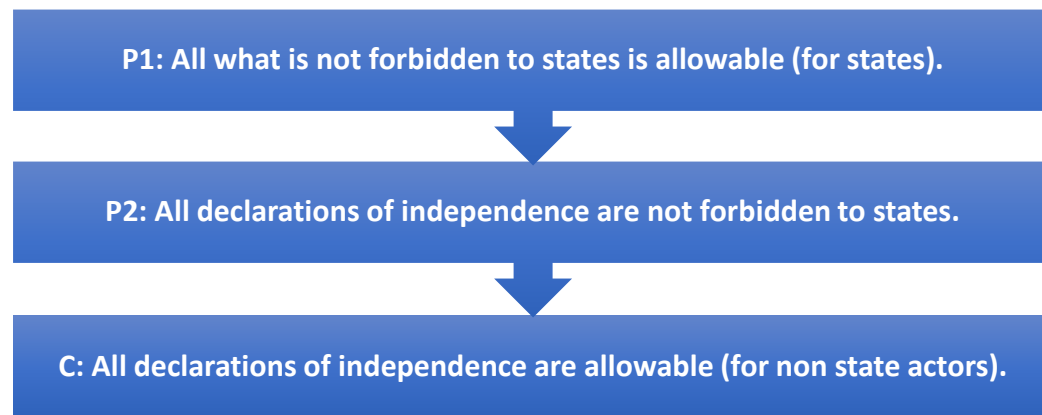 P1: All what is not forbidden to states is allowable (for states).
P2: All declarations of independence are not forbidden to states.
C: All declarations of independence are allowable (for non state actors).